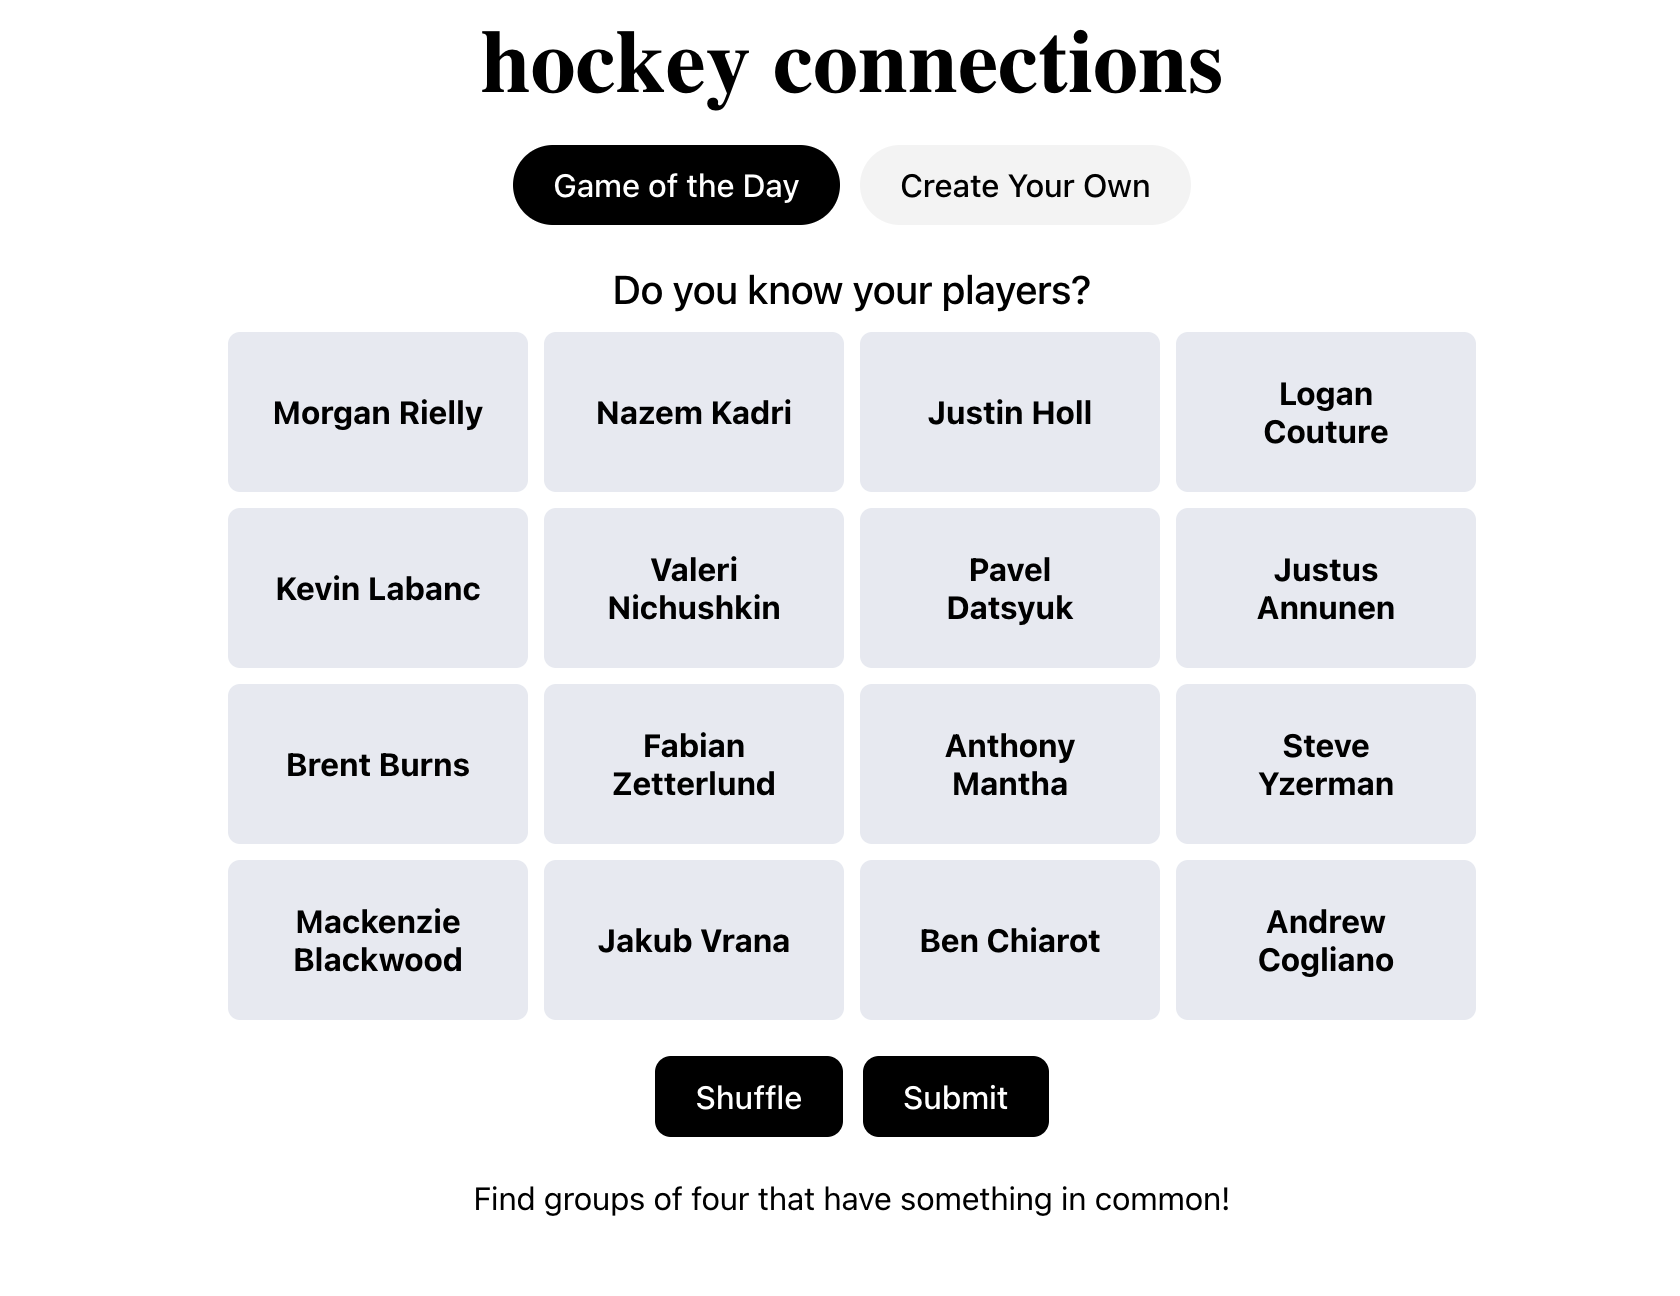 hockey connections
Game of the Day
Create Your Own
Do you know your players?
Morgan Rielly
Nazem Kadri
Justin Holl
Logan
Couture
Kevin Labanc
Valeri
Nichushkin
Pavel
Datsyuk
Justus
Annunen
Brent Burns
Fabian
Zetterlund
Anthony
Mantha
Steve
Yzerman
Mackenzie
Blackwood
Jakub Vrana
Ben Chiarot
Andrew
Cogliano
Shuffle
Submit
Find groups of four that have something in common!